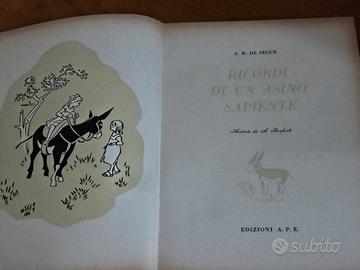 S. R. DE SÉGUR
RICORDI
DI UN ASINO
SAPIENTE
EDIZIONI A. P. E.
subito